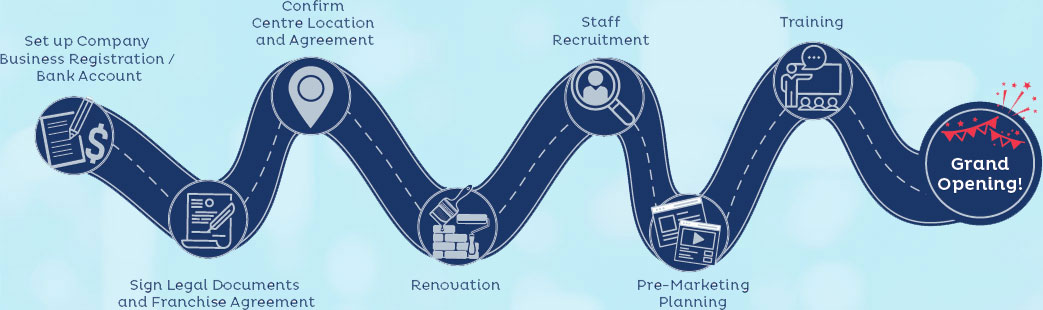 Set up Company
Business Registration /
Bank Account
$
Sign Legal Documents
and Franchise Agreement
Confirm
Centre Location
and Agreement
Renovation
Staff
Recruitment
Pre-Marketing
Planning
Training
Grand
Opening!